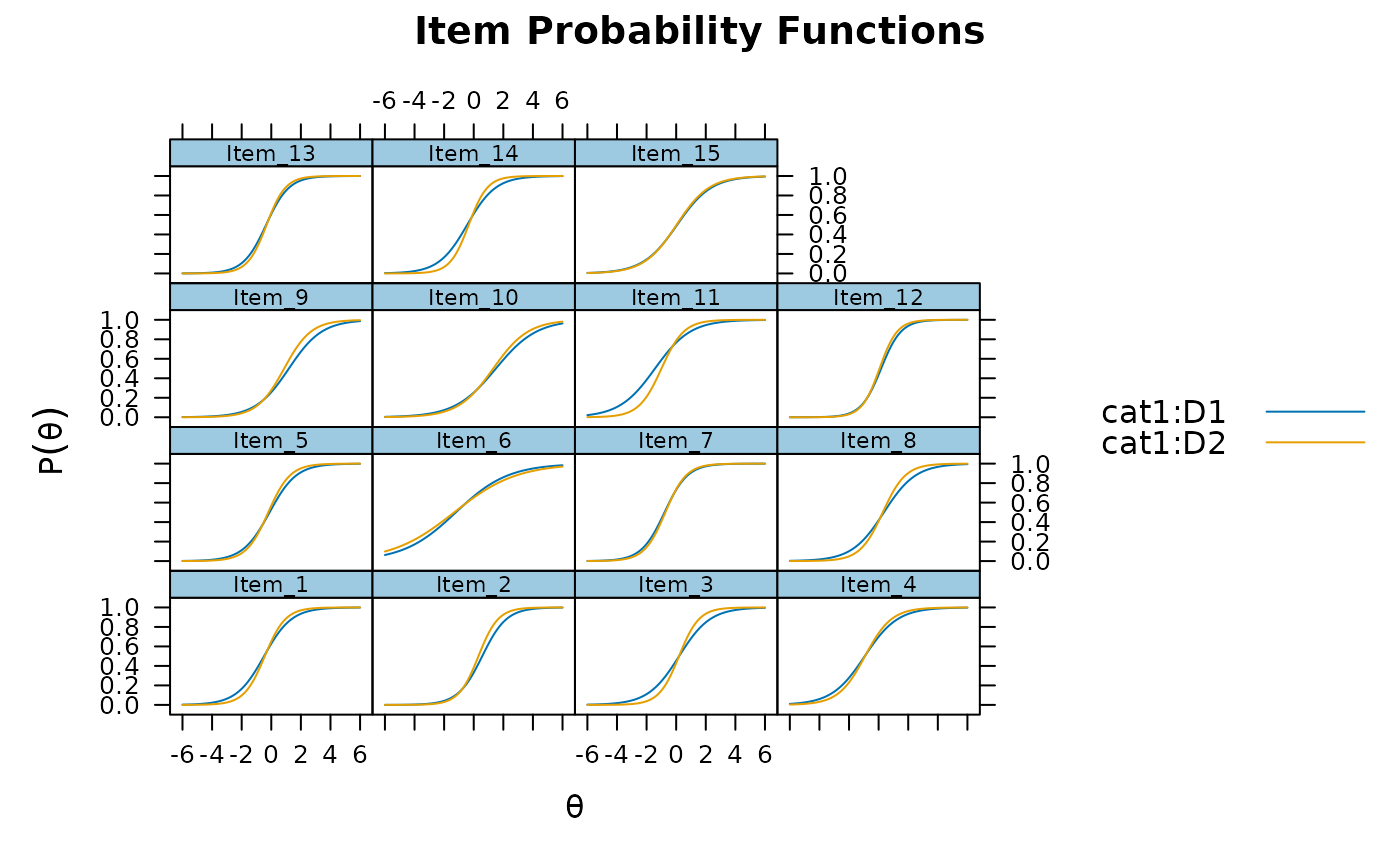 Item Probability Functions
-6 -4 -2 0 2 4 6
Item_13 Item_14 Item_15
1.0
0.8
0.6
0.4
0.2
0.0
Item_9 Item_10 Item_11 Item_12
1.0
0.8
0.6
0.4
0.2
0.0
Item_5 Item_6 Item_7 Item_8
1.0
0.8
0.6
0.4
0.2
0.0
Item_1 Item_2 Item_3 Item_4
1.0
0.8
0.6
0.4
0.2
0.0
-6 -4 -2 0 2 4 6 -6 -4 -2 0 2 4 6
θ
P(θ)
cat1:D1
cat1:D2